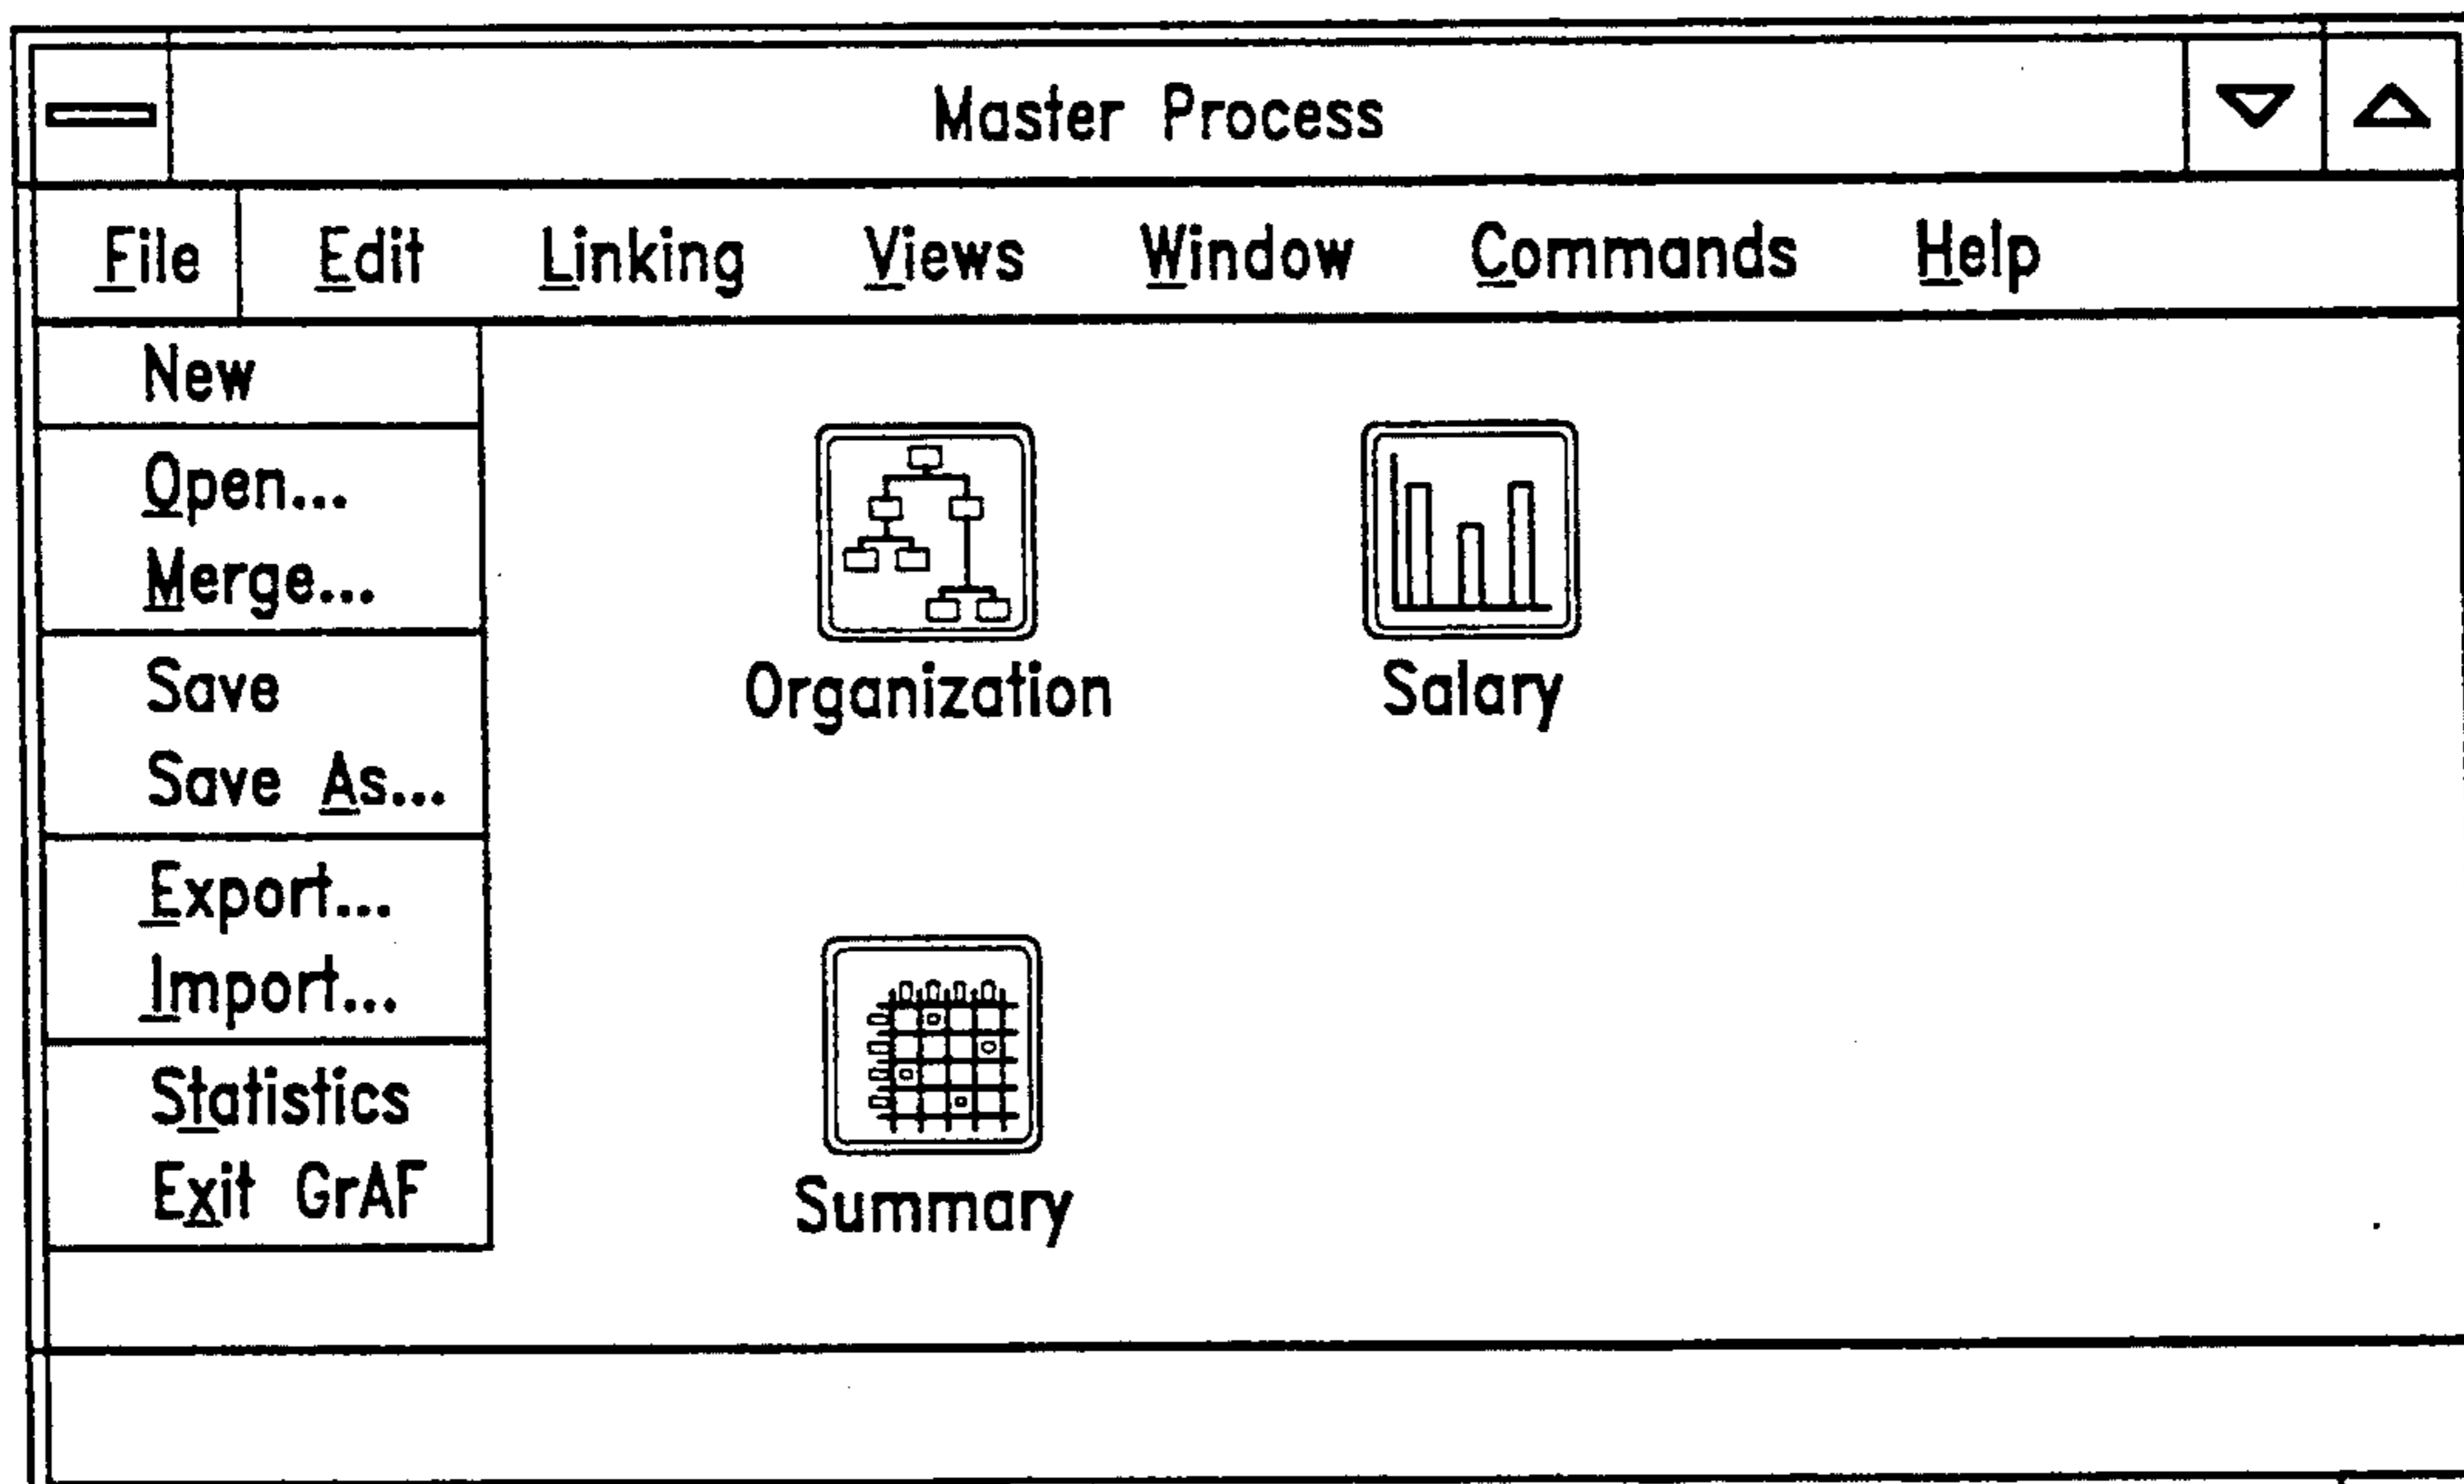 Master Process
File Edit Linking Views Window Commands Help
New
Open...
Merge...
Save
Save As...
Export...
Import...
Statistics
Exit GrAF
Organization
Salary
Summary